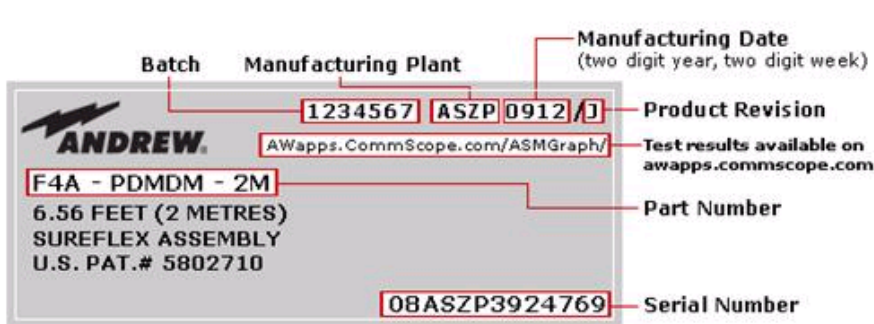 Manufacturing Date
(two digit year, two digit week)
Batch Manufacturing Plant
1234567 ASZP 0912/J Product Revision
ANDREW.
AWapps.CommScope.com/ASMGraph/ Test results available on
awapps.commscope.com
F4A - PDMDM - 2M
6.56 FEET (2 METRES) Part Number
SUREFLEX ASSEMBLY
U.S. PAT.# 5802710
08ASZP3924769 Serial Number